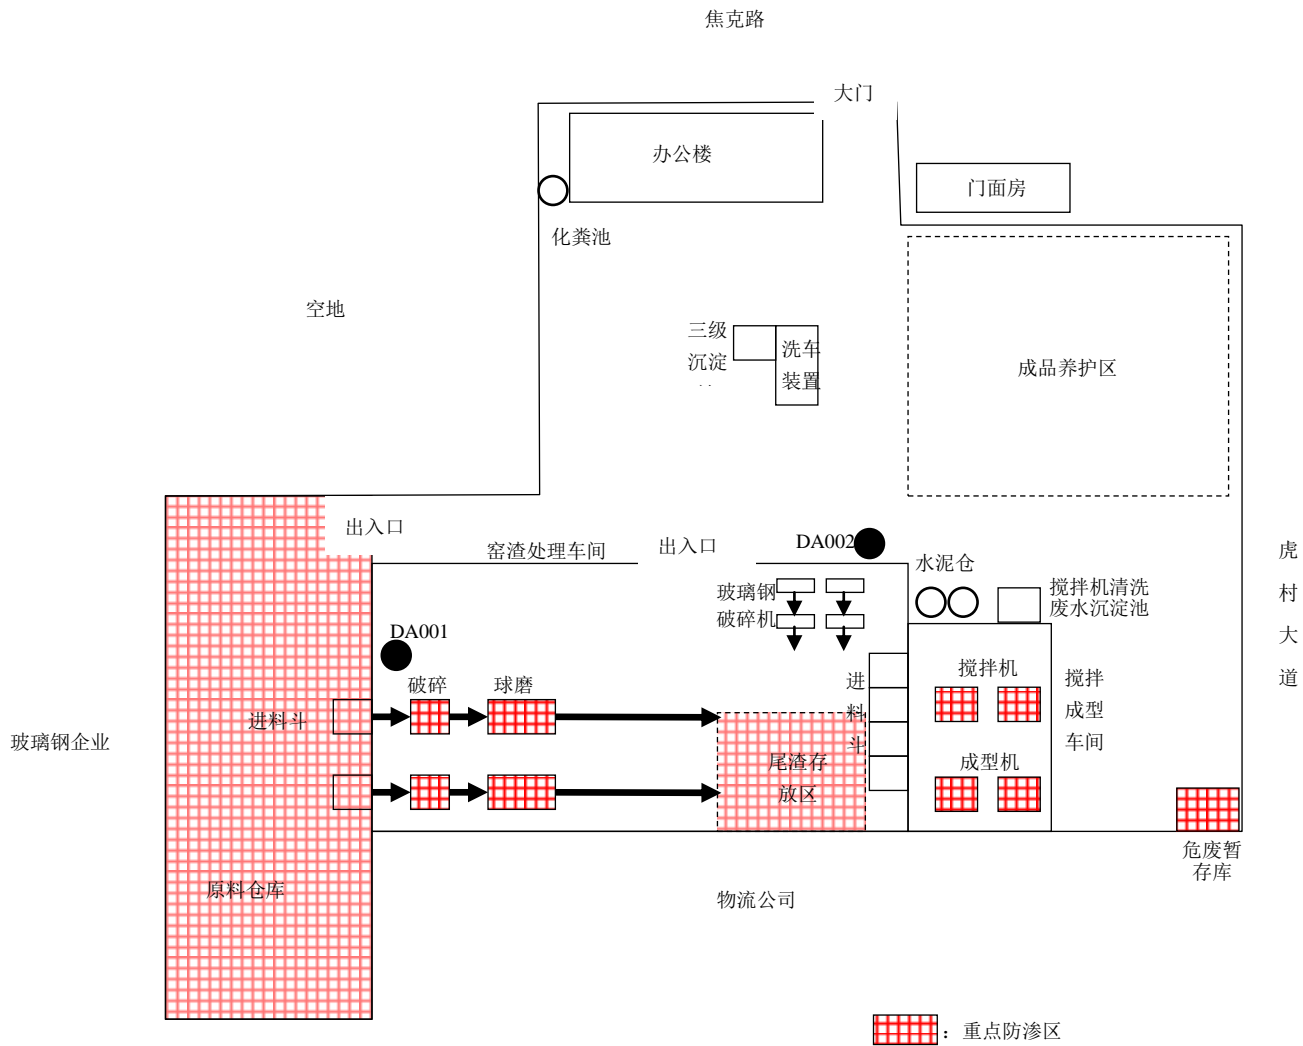 焦克路
大门
办公楼
门面房
化粪池
空地
三级
沉淀
洗车
装置
成品养护区
出入口
窑渣处理车间
出入口
DA002
水泥仓
虎
村
大
道
玻璃钢
破碎机
搅拌机清洗
废水沉淀池
DA001
破碎
球磨
进料斗
进
料
斗
搅拌机
搅拌
成型
车间
玻璃钢企业
尾渣存
放区
成型机
危废暂
存库
原料仓库
物流公司
：重点防渗区